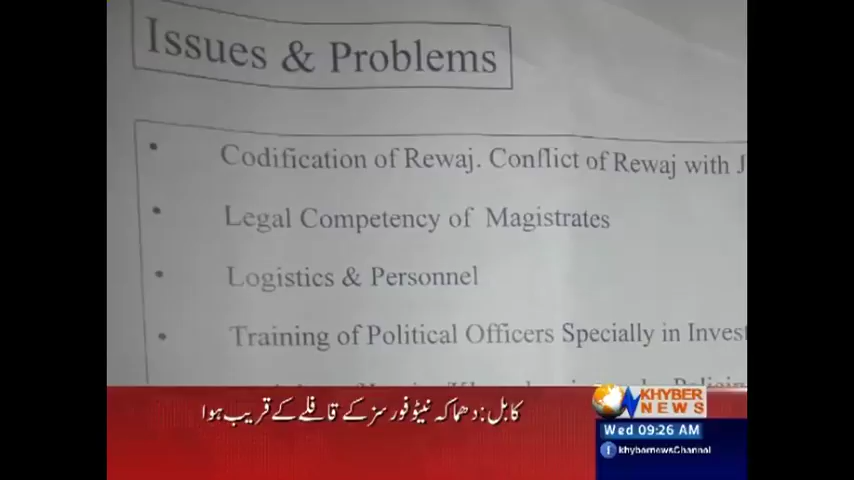 Issues & Problems
• Codification of Rewaj. Conflict of Rewaj with J
• Legal Competency of Magistrates
• Logistics & Personnel
• Training of Political Officers Specially in Invest
کابل: دھماکہ نیٹو فورسز کے قافلے کے قریب ہوا
KHYBER
NEWS
Wed 09:26 AM
khybernewsChannel